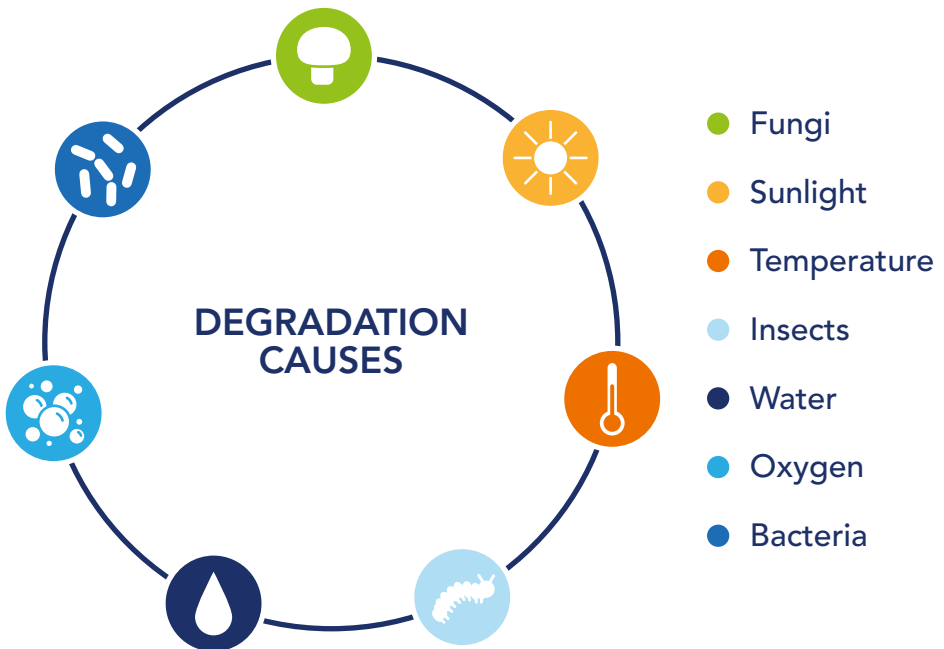 DEGRADATION
CAUSES
Fungi
Sunlight
Temperature
Insects
Water
Oxygen
Bacteria